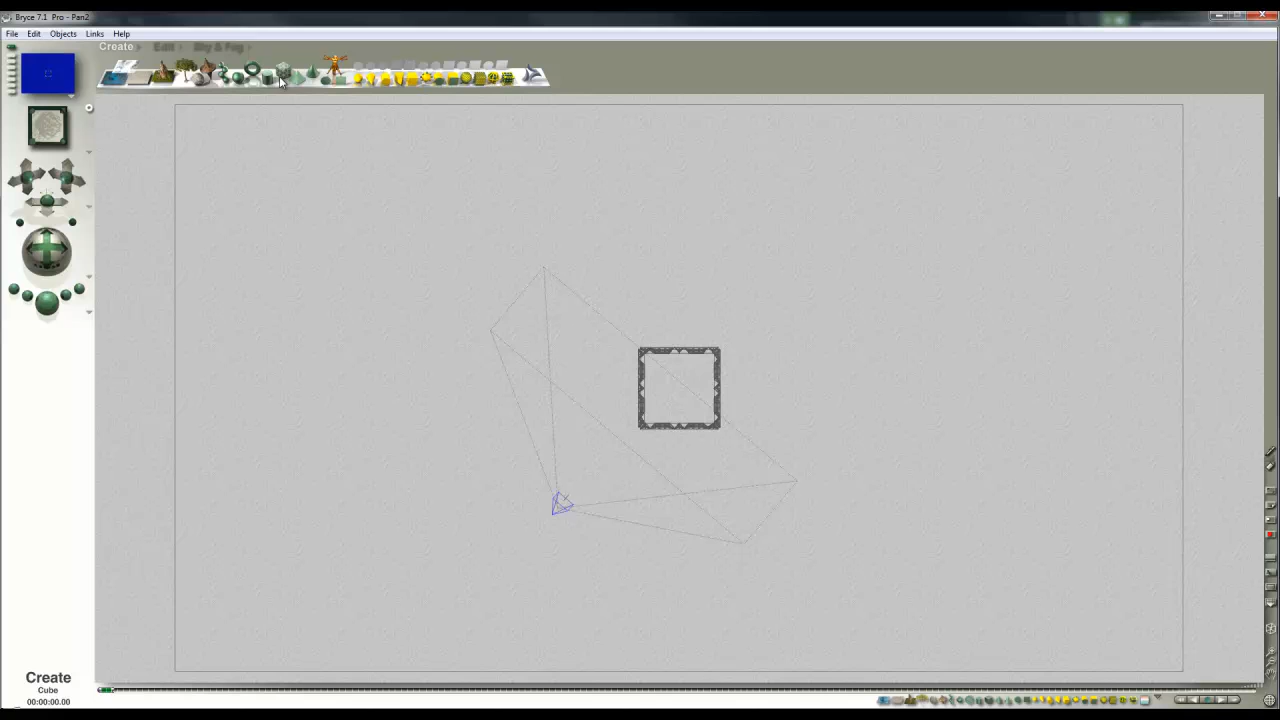 Bryce 7.1 Pro - Pan2
File Edit Objects Links Help
Create Edit Sky & Fog
Create
Cube
00:00:00.00